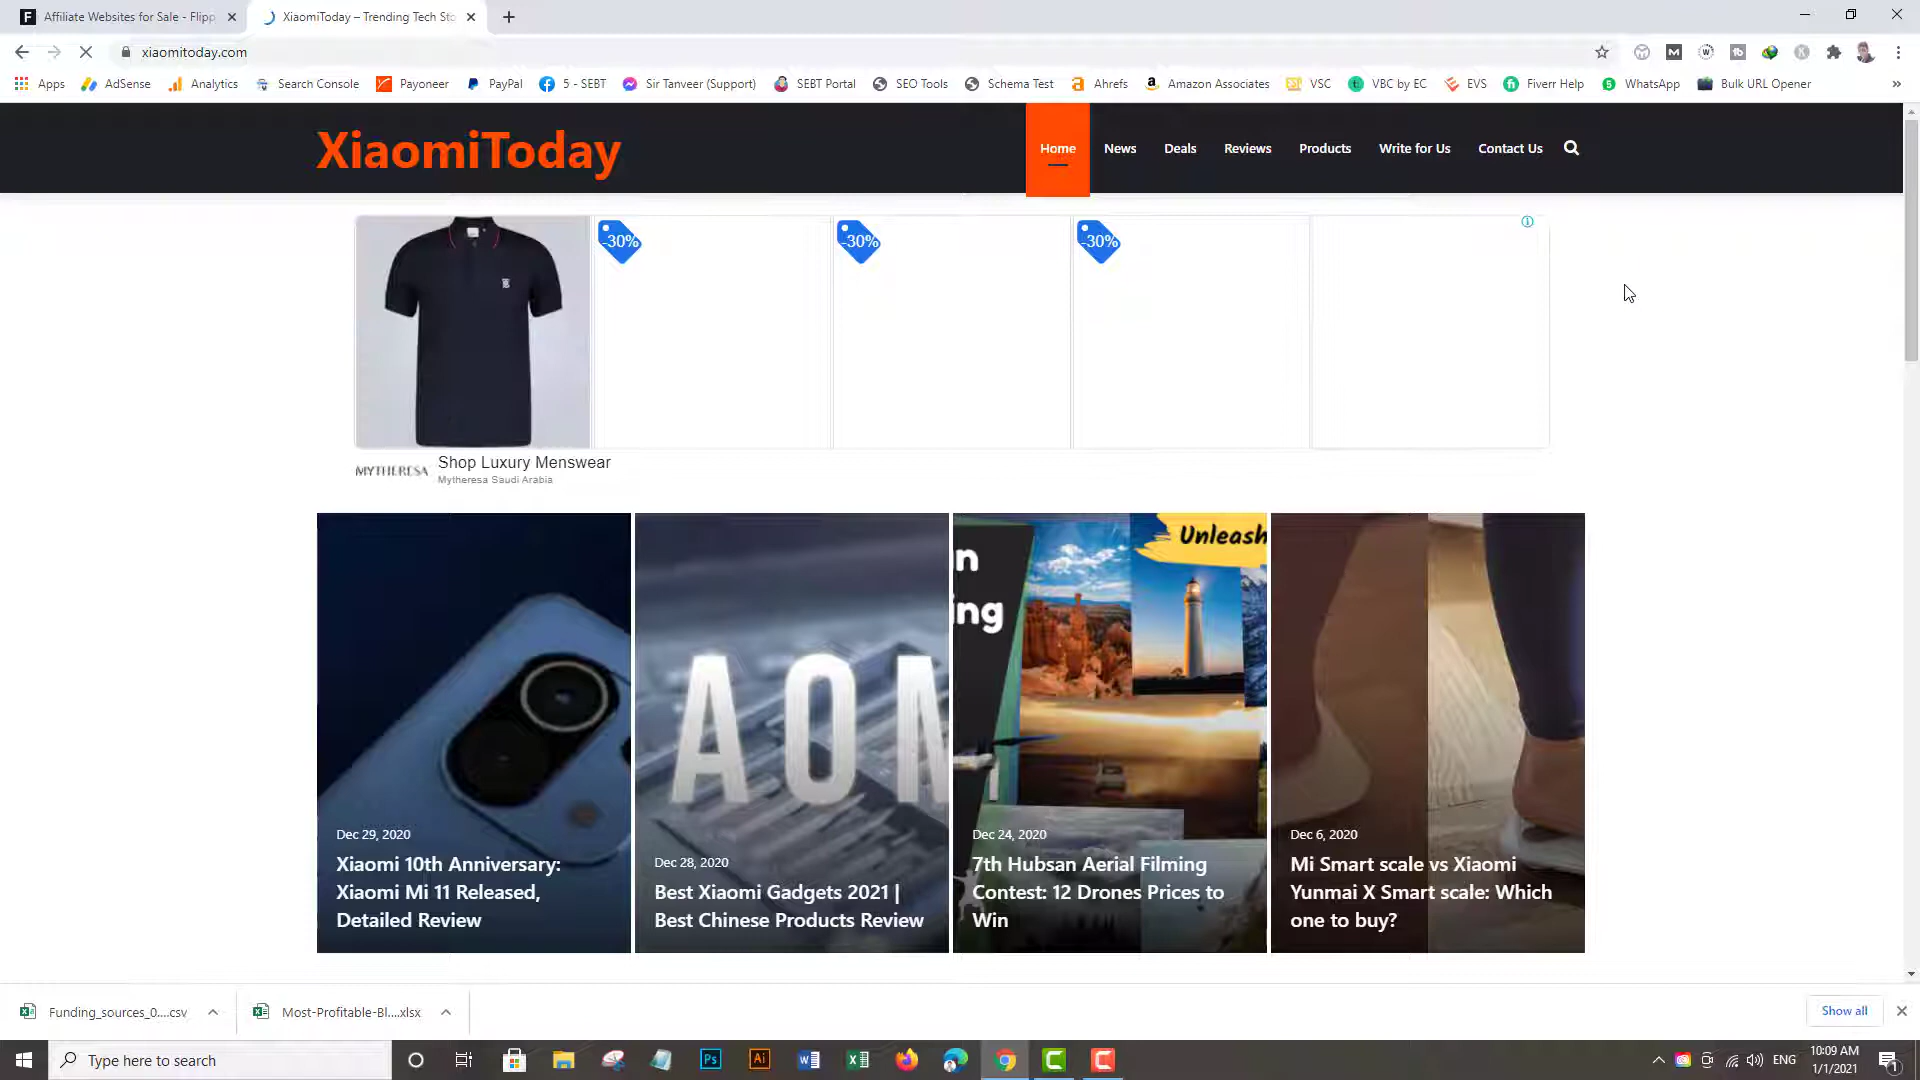 Affiliate Websites for Sale - Flipp
XiaomiToday – Trending Tech Sto
xiaomitoday.com
Apps AdSense Analytics Search Console Payoneer PayPal 5 - SEBT Sir Tanveer (Support) SEBT Portal SEO Tools Schema Test Ahrefs Amazon Associates VSC VBC by EC EVS Fiverr Help WhatsApp Bulk URL Opener »
XiaomiToday
Home News Deals Reviews Products Write for Us Contact Us
-30% -30% -30%
MYTHERESA
Shop Luxury Menswear
Mytheresa Saudi Arabia
AOM
n
ing
Unleash
Dec 29, 2020
Xiaomi 10th Anniversary:
Xiaomi Mi 11 Released,
Detailed Review
Dec 28, 2020
Best Xiaomi Gadgets 2021 |
Best Chinese Products Review
Dec 24, 2020
7th Hubsan Aerial Filming
Contest: 12 Drones Prices to
Win
Dec 6, 2020
Mi Smart scale vs Xiaomi
Yunmai X Smart scale: Which
one to buy?
Funding_sources_0....csv
Most-Profitable-Bl....xlsx
Show all
Type here to search
ENG
10:09 AM
1/1/2021